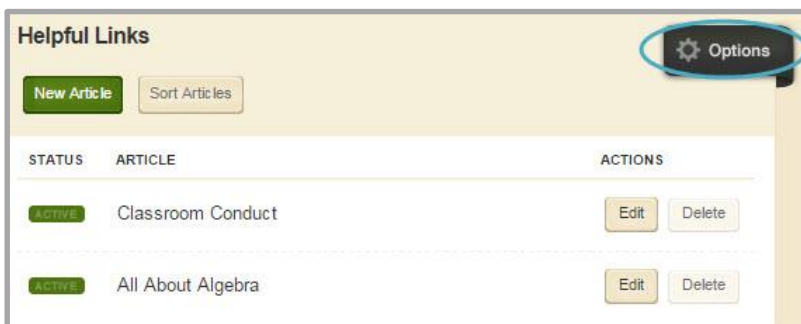 Helpful Links
Options
New Article Sort Articles
STATUS ARTICLE ACTIONS
ACTIVE Classroom Conduct Edit Delete
ACTIVE All About Algebra Edit Delete